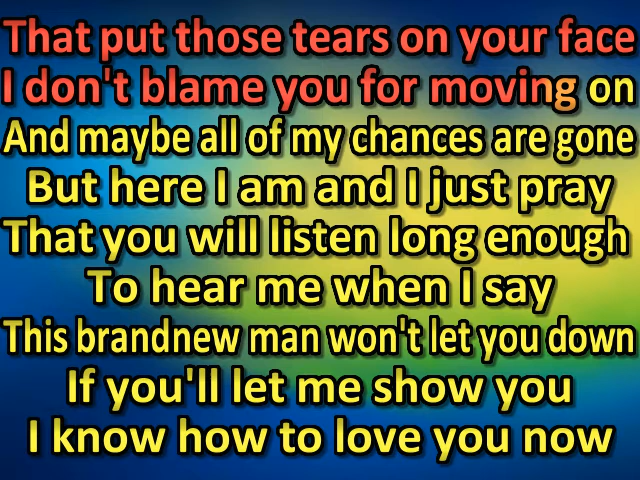 That put those tears on your face
I don't blame you for moving on
And maybe all of my chances are gone
But here I am and I just pray
That you will listen long enough
To hear me when I say
This brandnew man won't let you down
If you'll let me show you
I know how to love you now